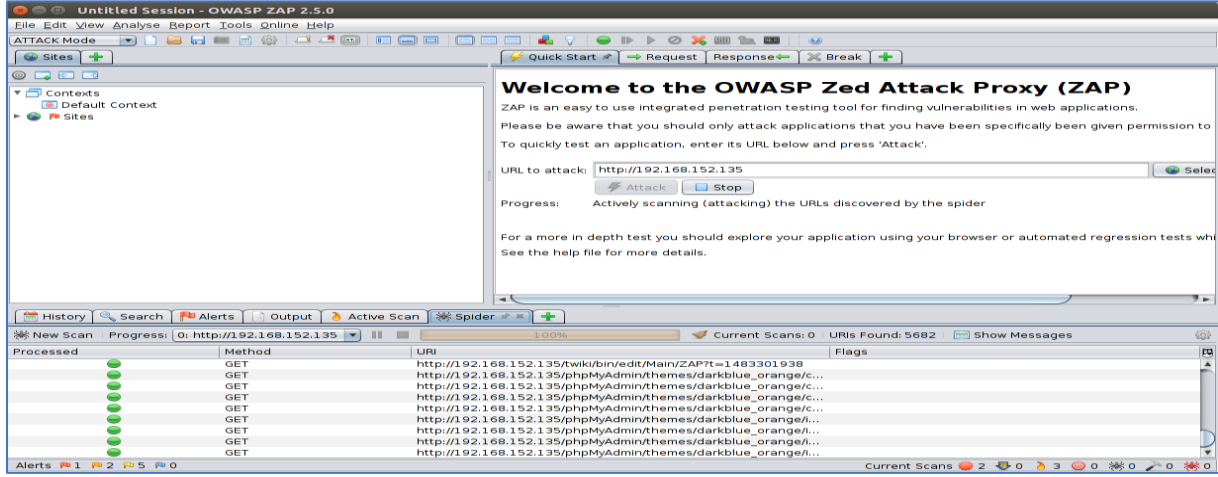 Untitled Session - OWASP ZAP 2.5.0
File Edit View Analyse Report Tools Online Help
ATTACK Mode
Sites
Quick Start Request Response Break
Contexts
Default Context
Sites
Welcome to the OWASP Zed Attack Proxy (ZAP)
ZAP is an easy to use integrated penetration testing tool for finding vulnerabilities in web applications.
Please be aware that you should only attack applications that you have been specifically been given permission to
To quickly test an application, enter its URL below and press 'Attack'.
URL to attack: http://192.168.152.135 Selec
Attack Stop
Progress: Actively scanning (attacking) the URLs discovered by the spider
For a more in depth test you should explore your application using your browser or automated regression tests whi
See the help file for more details.
History Search Alerts Output Active Scan Spider
New Scan Progress: 0: http://192.168.152.135 100% Current Scans: 0 URIs Found: 5682 Show Messages
Processed Method URI Flags
GET http://192.168.152.135/twiki/bin/edit/Main/ZAP?t=1483301938
GET http://192.168.152.135/phpMyAdmin/themes/darkblue_orange/c...
GET http://192.168.152.135/phpMyAdmin/themes/darkblue_orange/c...
GET http://192.168.152.135/phpMyAdmin/themes/darkblue_orange/c...
GET http://192.168.152.135/phpMyAdmin/themes/darkblue_orange/i...
GET http://192.168.152.135/phpMyAdmin/themes/darkblue_orange/i...
GET http://192.168.152.135/phpMyAdmin/themes/darkblue_orange/i...
GET http://192.168.152.135/phpMyAdmin/themes/darkblue_orange/i...
Alerts 1 2 5 0 Current Scans 2 0 3 0 0 0 0